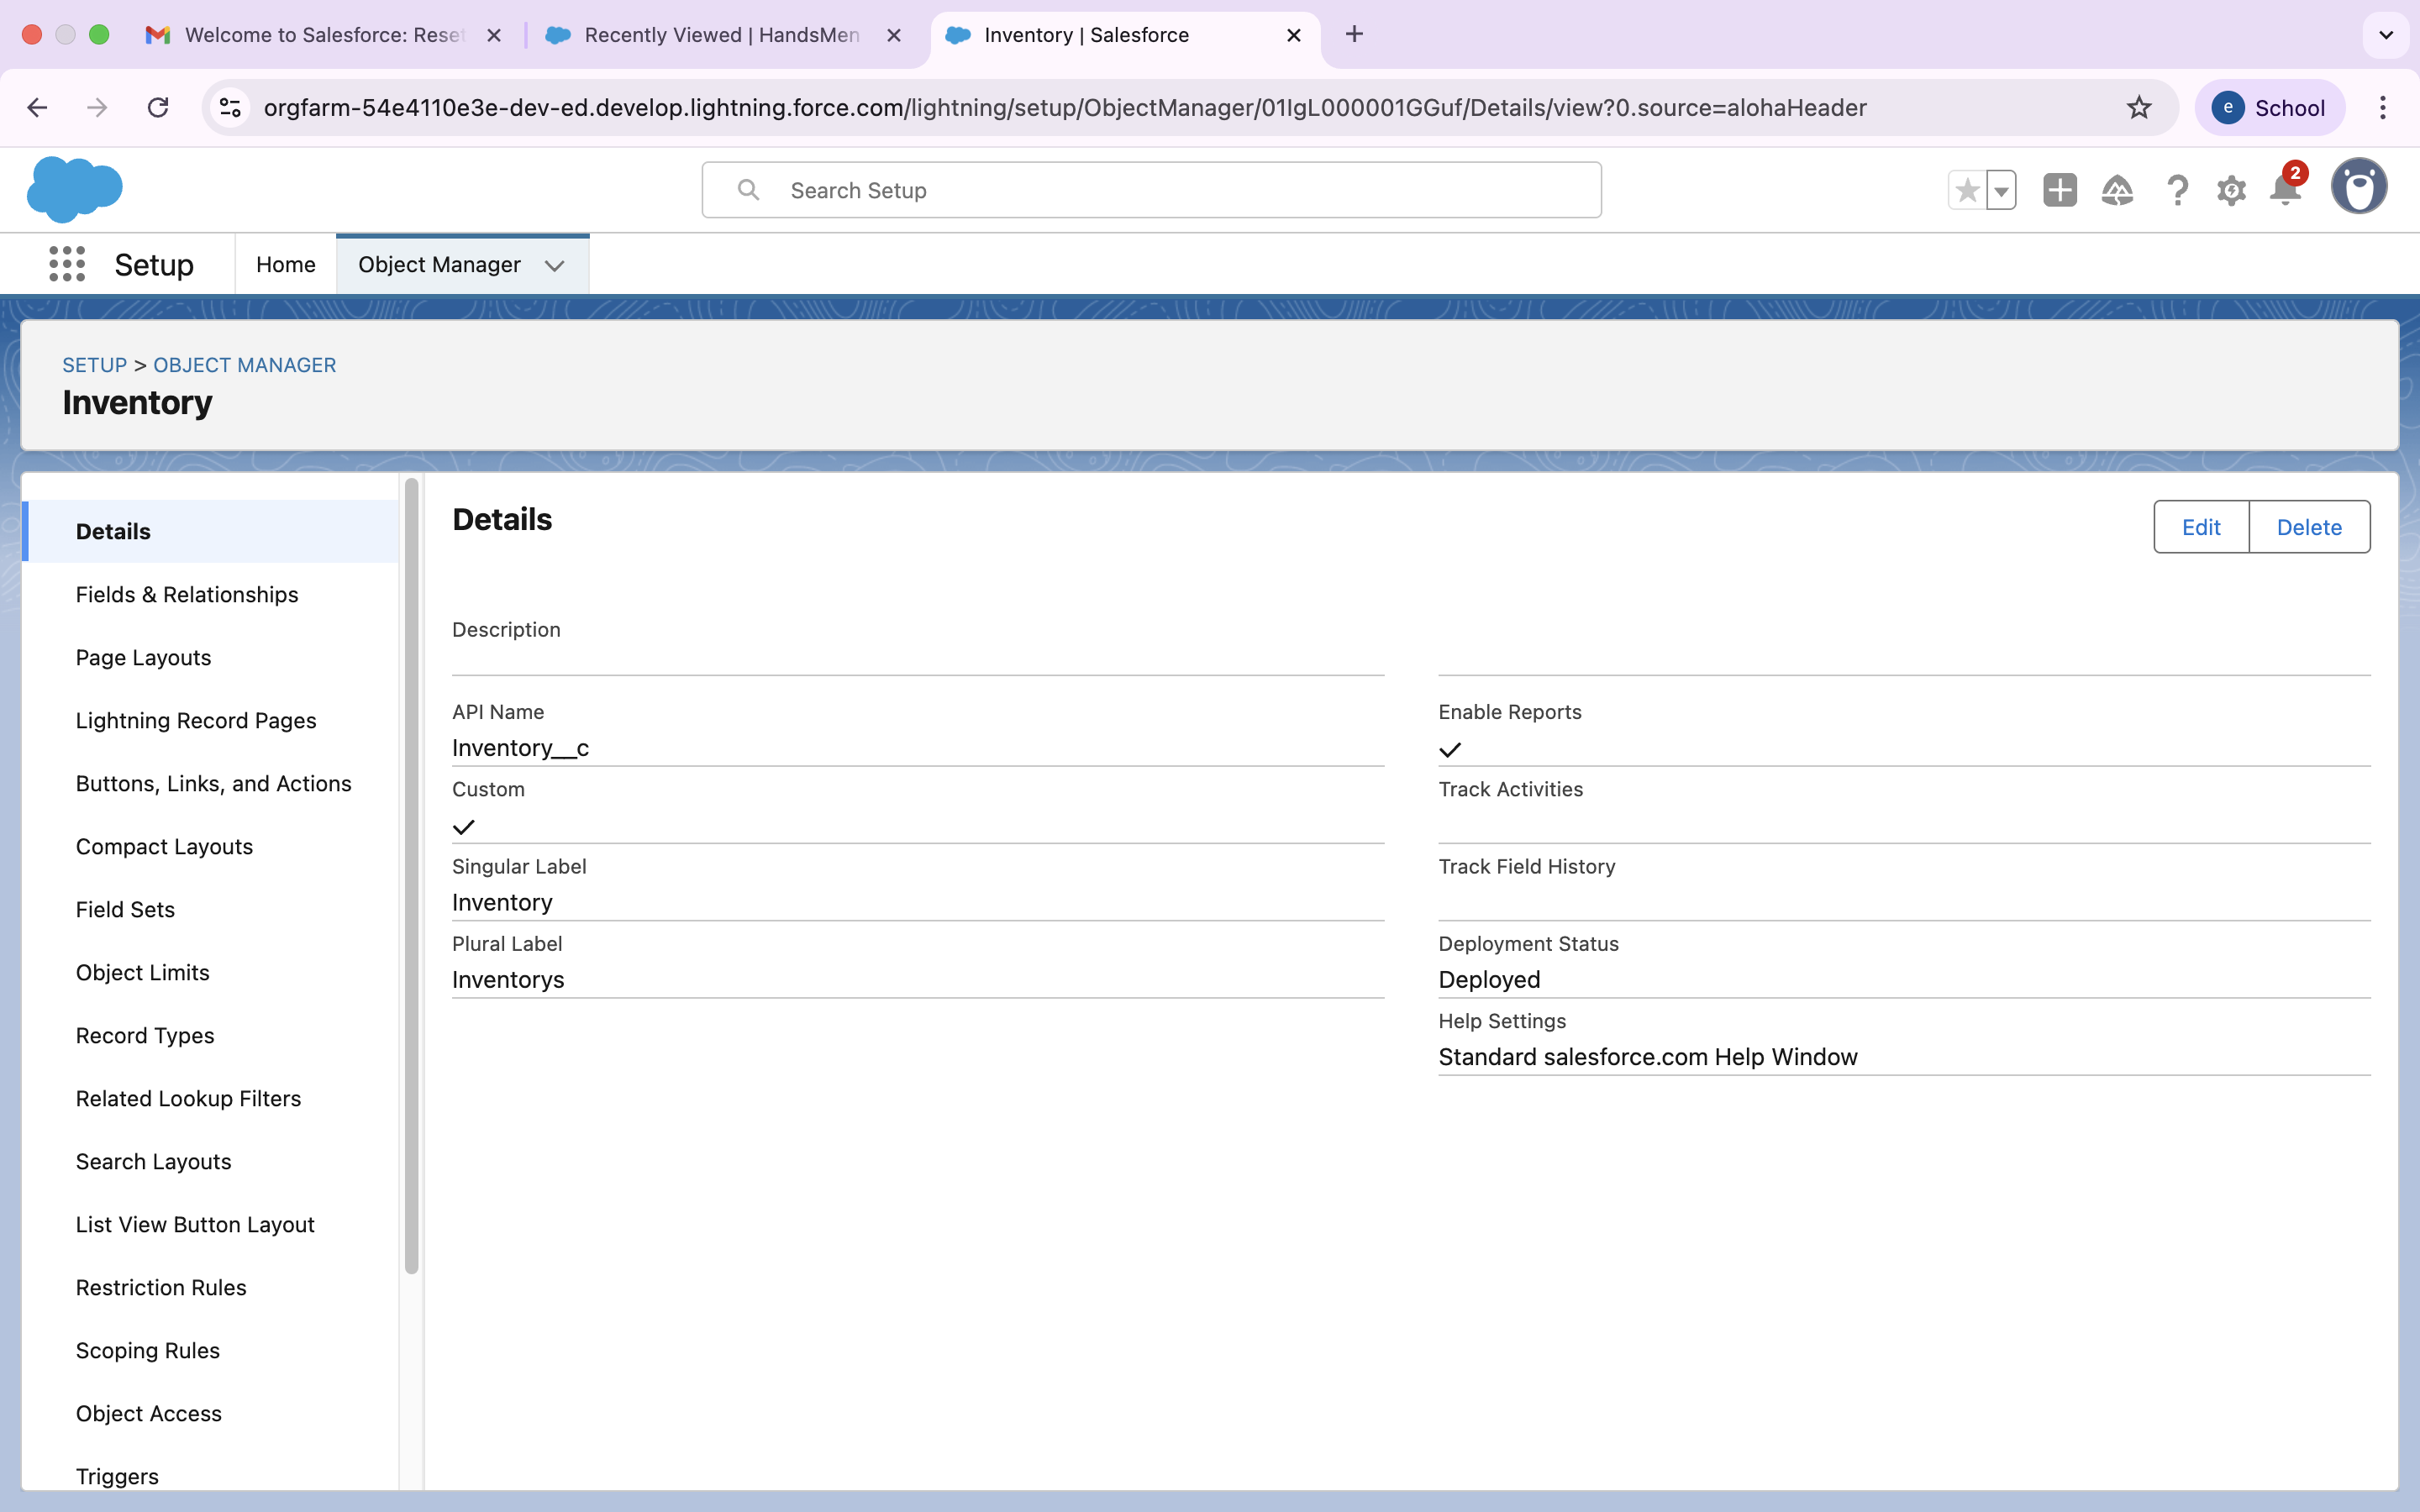 Welcome to Salesforce: Reset
Recently Viewed | HandsMen
Inventory | Salesforce
orgfarm-54e4110e3e-dev-ed.develop.lightning.force.com/lightning/setup/ObjectManager/01IgL000001GGuf/Details/view?0.source=alohaHeader
e School
Search Setup
2
Setup
Home
Object Manager
SETUP > OBJECT MANAGER
Inventory
Details
Fields & Relationships
Page Layouts
Lightning Record Pages
Buttons, Links, and Actions
Compact Layouts
Field Sets
Object Limits
Record Types
Related Lookup Filters
Search Layouts
List View Button Layout
Restriction Rules
Scoping Rules
Object Access
Triggers
Details
Edit
Delete
Description
API Name
Inventory__c
Custom
Singular Label
Inventory
Plural Label
Inventorys
Enable Reports
Track Activities
Track Field History
Deployment Status
Deployed
Help Settings
Standard salesforce.com Help Window